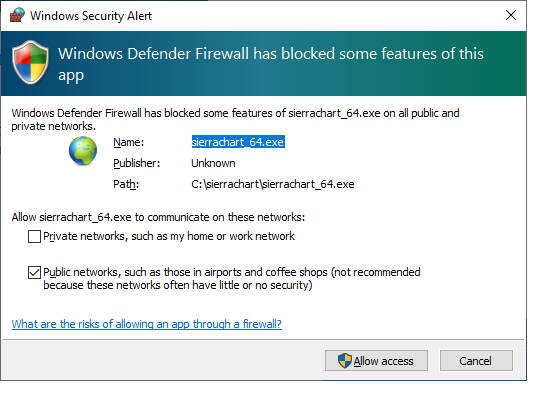 Windows Security Alert
Windows Defender Firewall has blocked some features of this
app
Windows Defender Firewall has blocked some features of sierrachart_64.exe on all public and
private networks.
Name: sierrachart_64.exe
Publisher: Unknown
Path: C:\sierrachart\sierrachart_64.exe
Allow sierrachart_64.exe to communicate on these networks:
Private networks, such as my home or work network
Public networks, such as those in airports and coffee shops (not recommended
because these networks often have little or no security)
What are the risks of allowing an app through a firewall?
Allow access Cancel